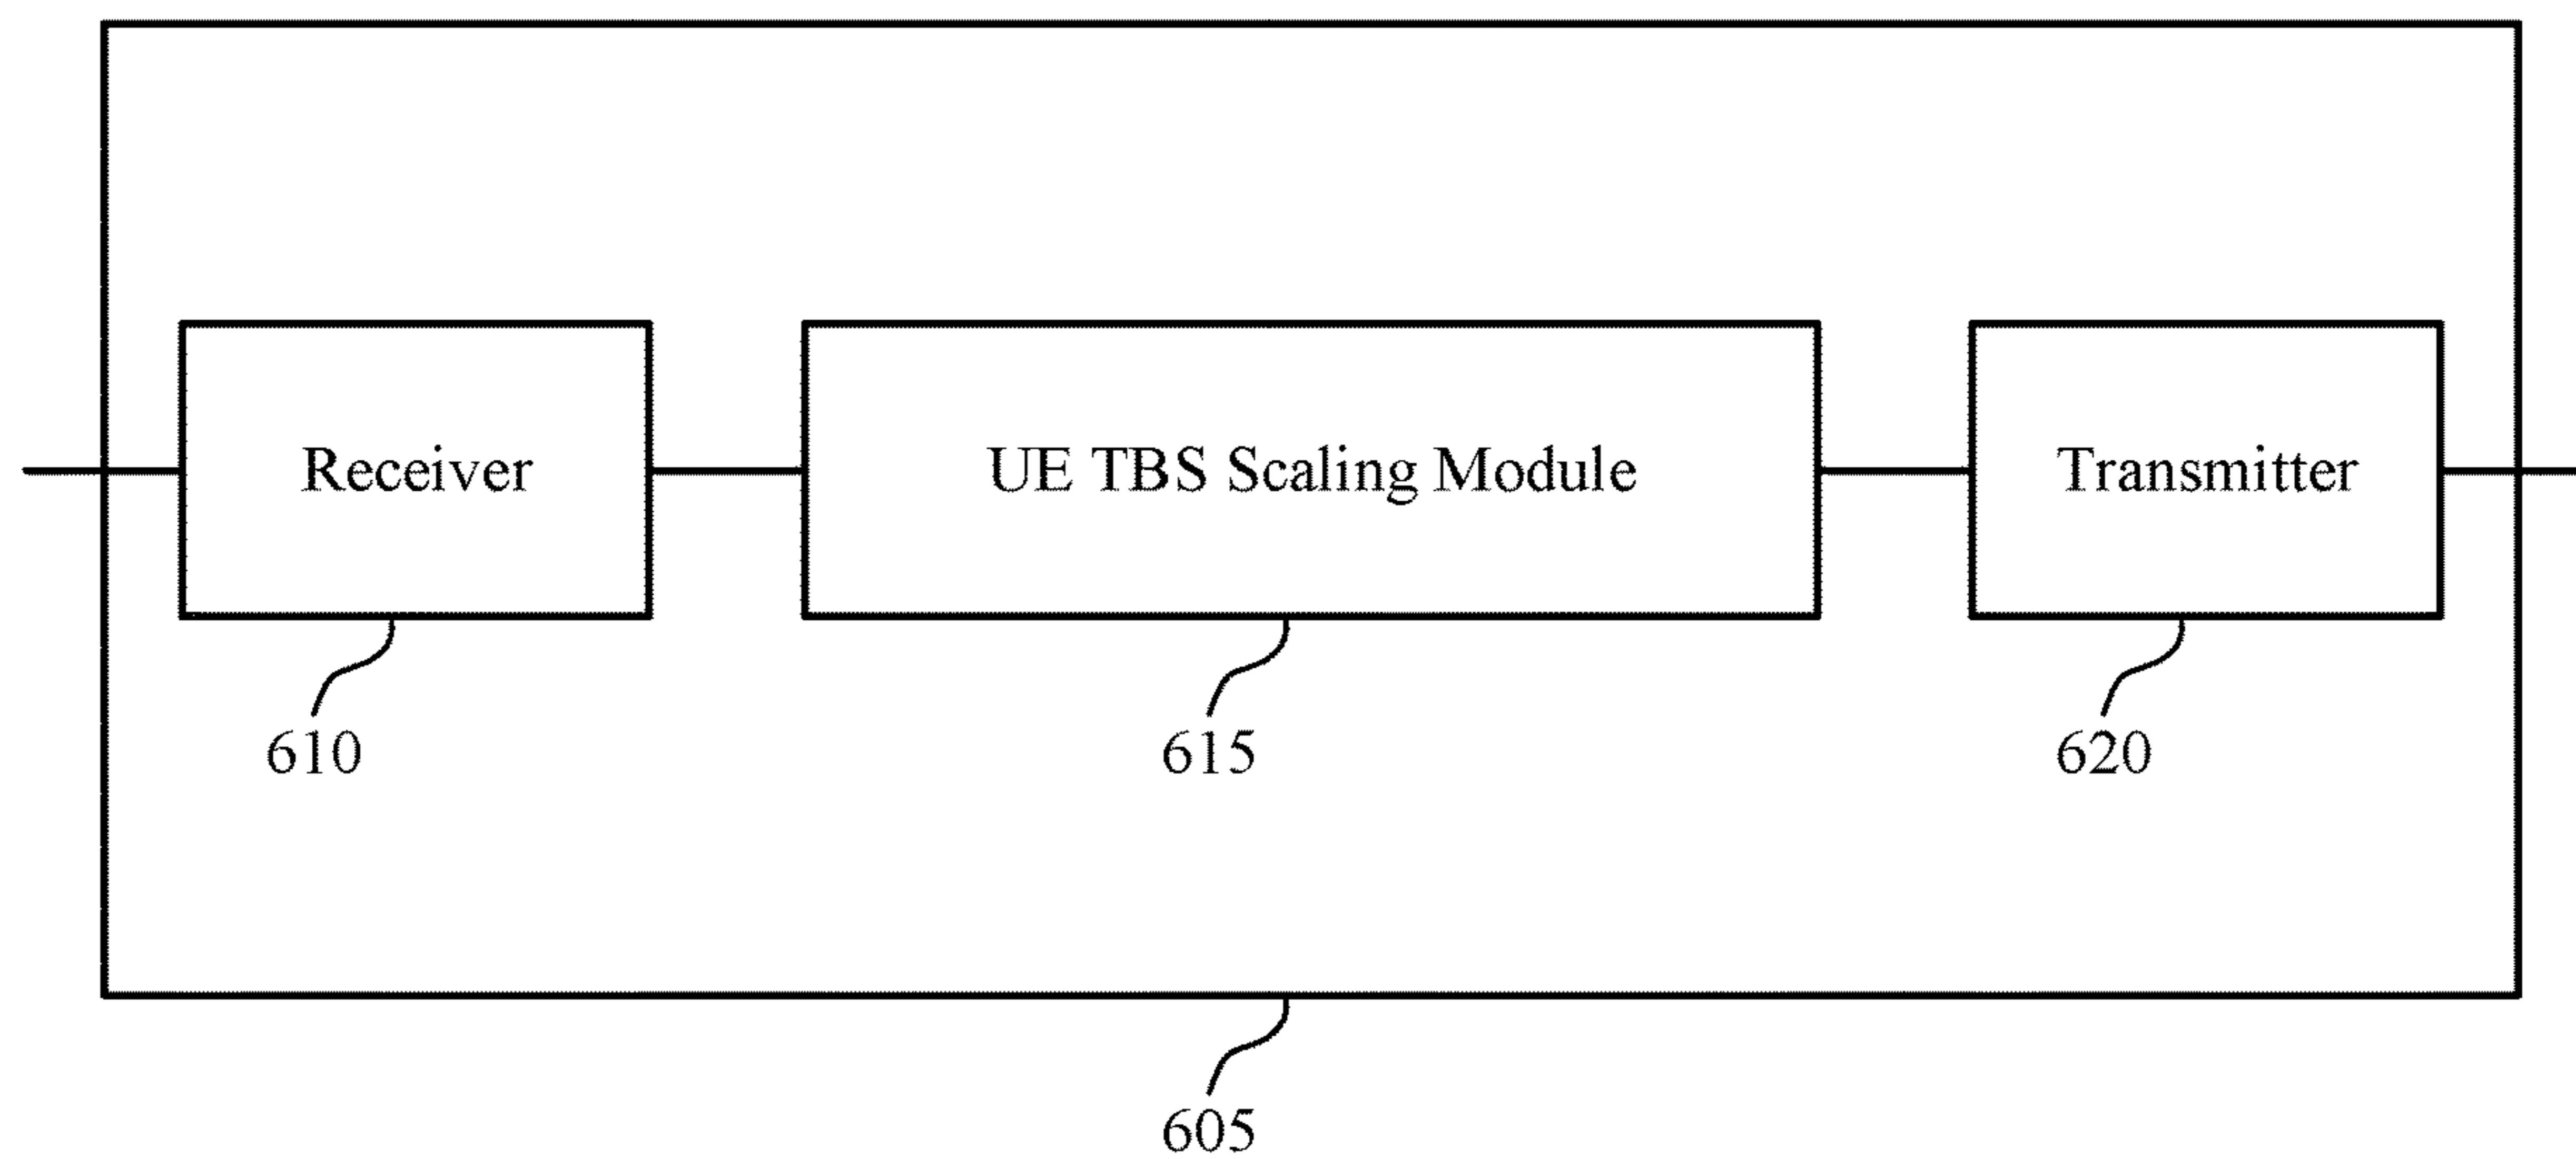 Receiver
UE TBS Scaling Module
Transmitter
610
615
620
605